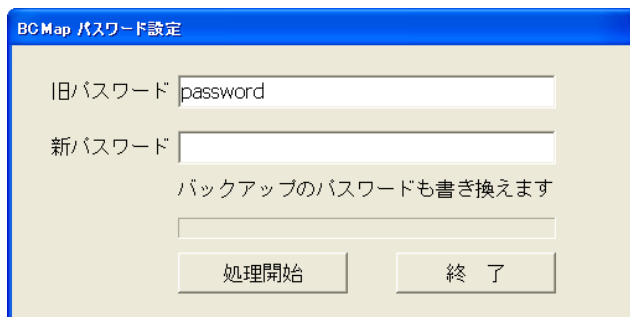 BCMap パスワード設定
旧パスワード password
新パスワード
バックアップのパスワードも書き換えます
処理開始 終　了